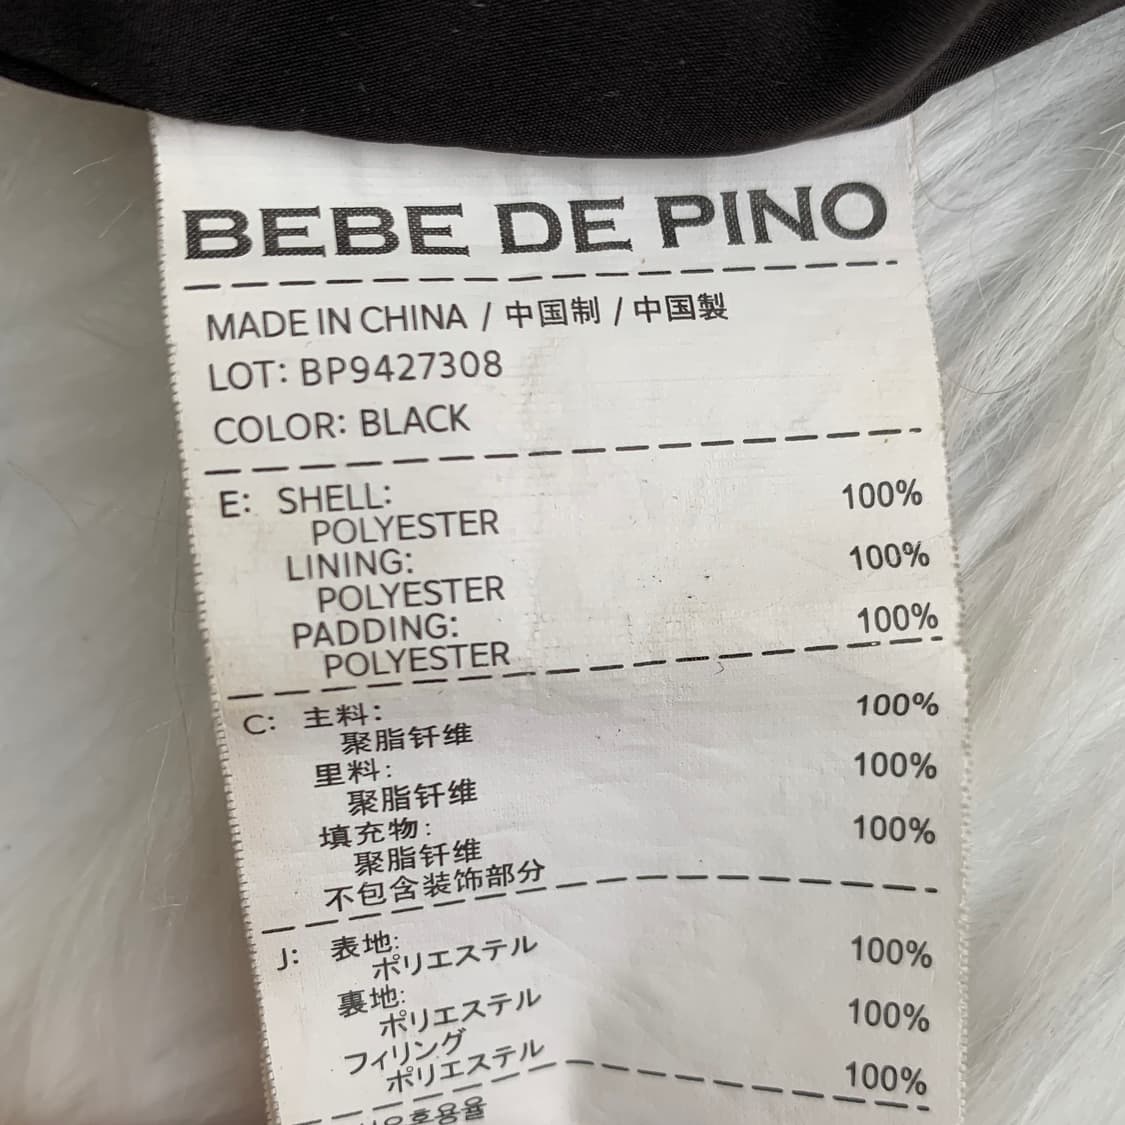 BEBE DE PINO
MADE IN CHINA / 中国制 / 中国製
LOT: BP9427308
COLOR: BLACK
E: SHELL: 100%
POLYESTER
LINING: 100%
POLYESTER
PADDING: 100%
POLYESTER
C: 主料: 100%
聚脂钎维
里料: 100%
聚脂钎维
填充物: 100%
聚脂钎维
不包含装饰部分
J: 表地: 100%
ポリエステル
裏地: 100%
ポリエステル
フィリング 100%
ポリエステル